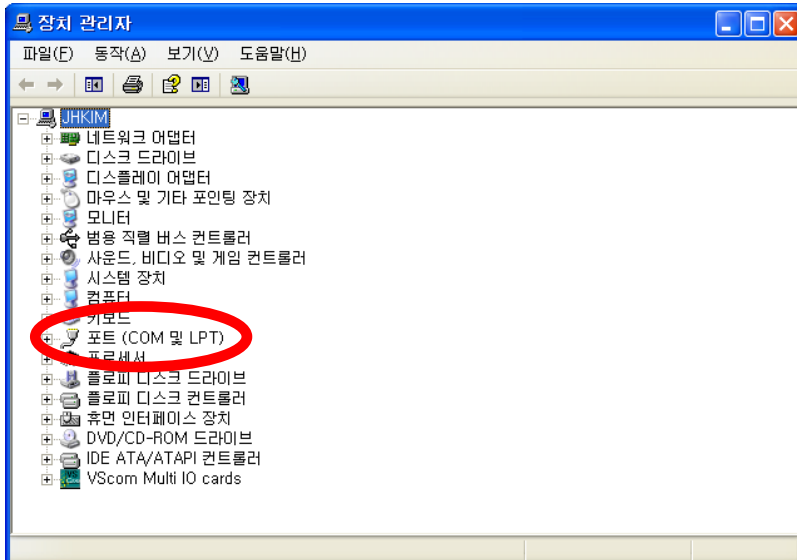 장치 관리자
파일(F) 동작(A) 보기(V) 도움말(H)
JHKIM
네트워크 어댑터
디스크 드라이브
디스플레이 어댑터
마우스 및 기타 포인팅 장치
모니터
범용 직렬 버스 컨트롤러
사운드, 비디오 및 게임 컨트롤러
시스템 장치
컴퓨터
키보드
포트 (COM 및 LPT)
프로세서
플로피 디스크 드라이브
플로피 디스크 컨트롤러
휴먼 인터페이스 장치
DVD/CD-ROM 드라이브
IDE ATA/ATAPI 컨트롤러
VScom Multi IO cards